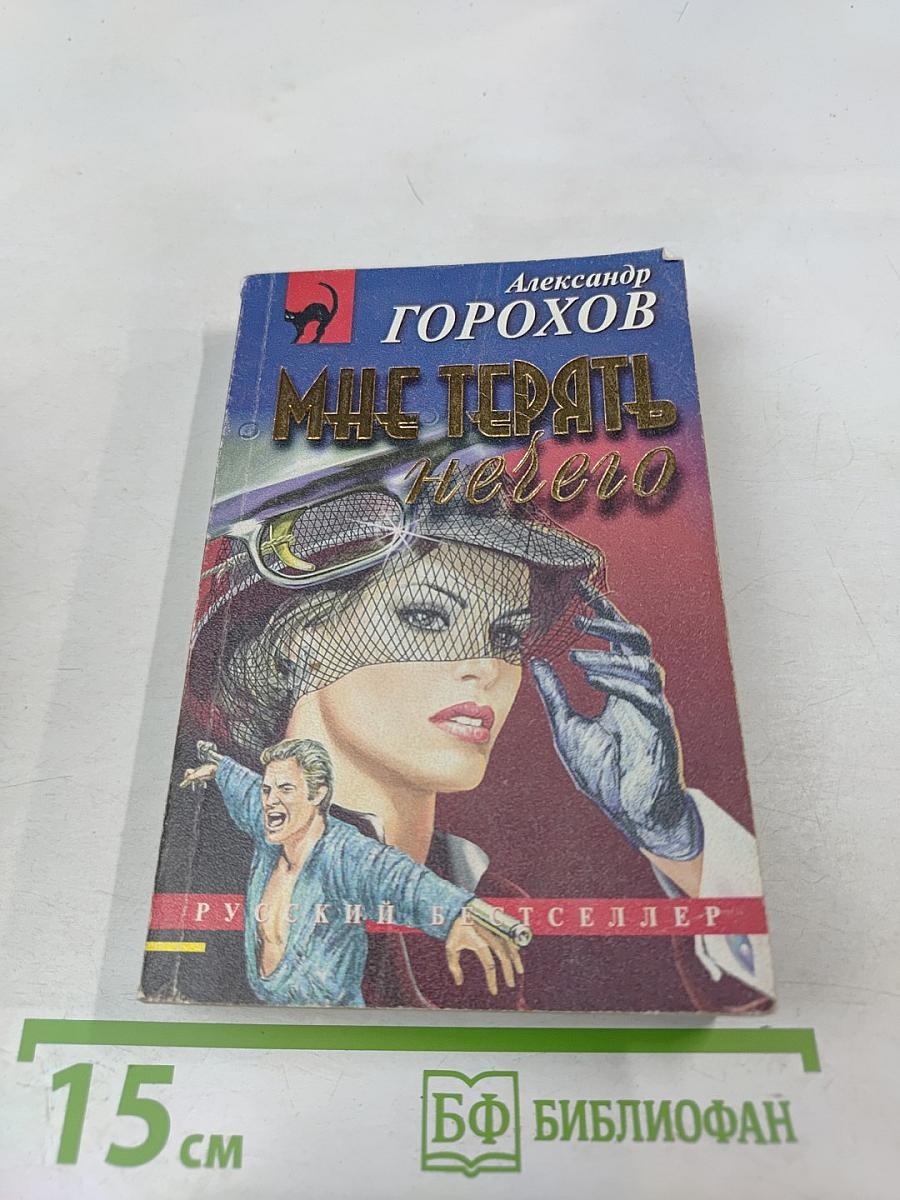 Александр
ГОРОХОВ
МНЕ ТЕРЯТЬ
нечего
РУССКИЙ БЕСТСЕЛЛЕР
15 см
БФ БИБЛИОФАН